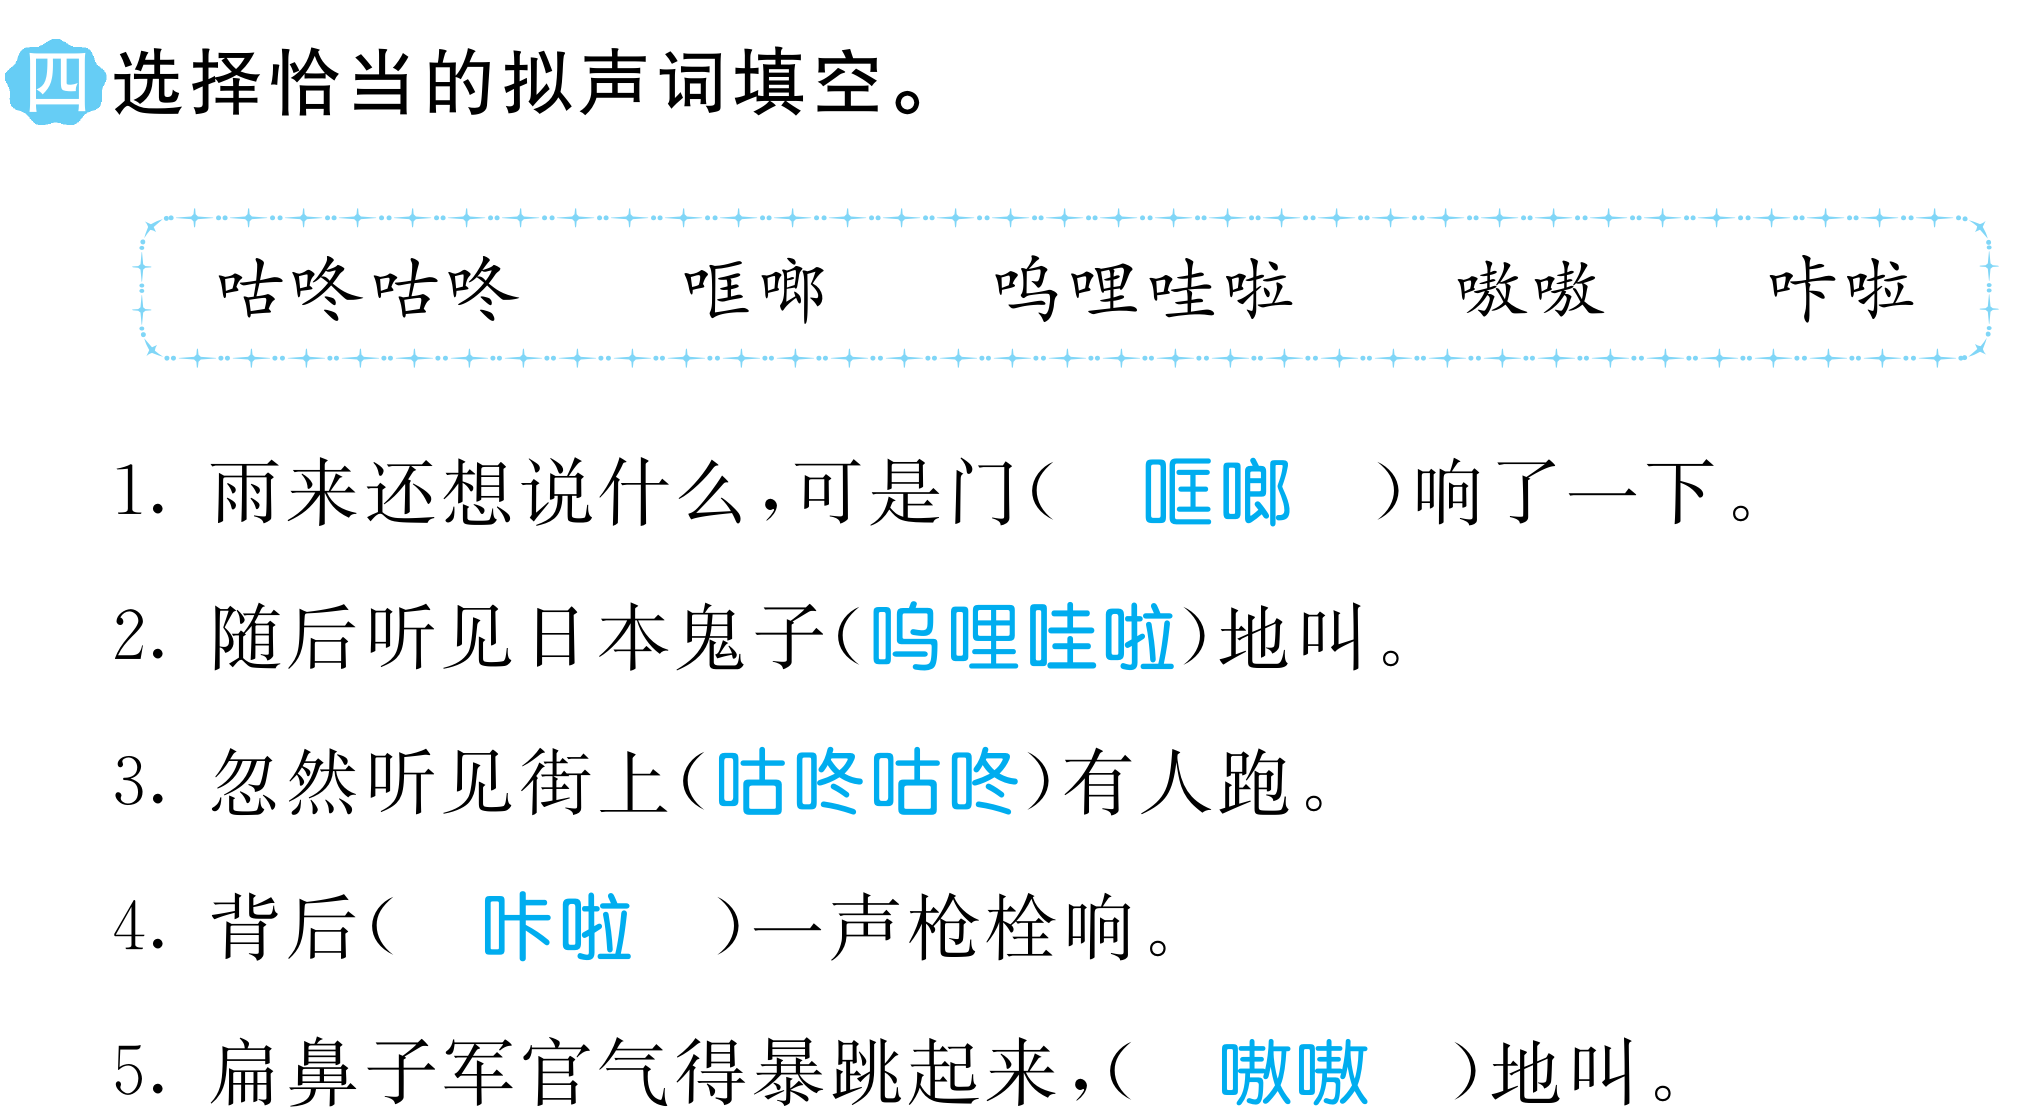 四 选择恰当的拟声词填空。
咕咚咕咚 哐啷 呜哩哇啦 嗷嗷 咔啦
1. 雨来还想说什么，可是门( 哐啷 )响了一下。
2. 随后听见日本鬼子(呜哩哇啦)地叫。
3. 忽然听见街上(咕咚咕咚)有人跑。
4. 背后( 咔啦 )一声枪栓响。
5. 扁鼻子军官气得暴跳起来，( 嗷嗷 )地叫。